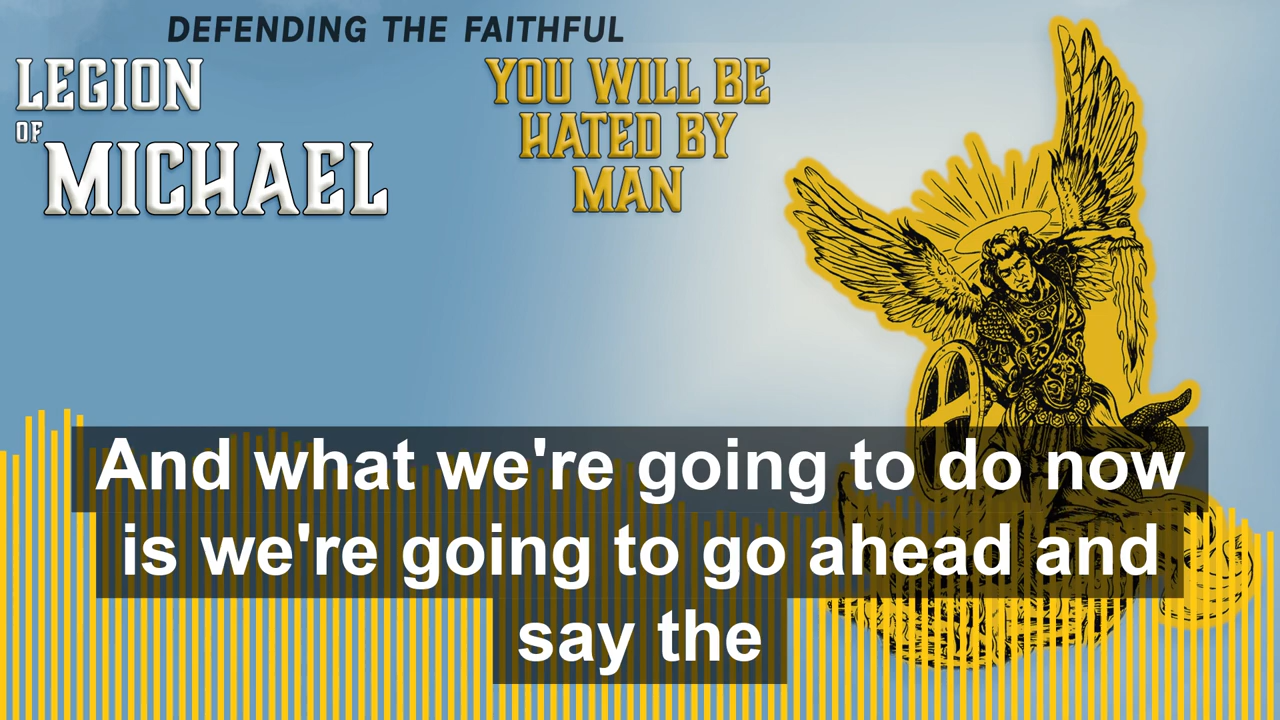 DEFENDING THE FAITHFUL
LEGION
OF
MICHAEL
YOU WILL BE
HATED BY
MAN
And what we're going to do now
is we're going to go ahead and
say the